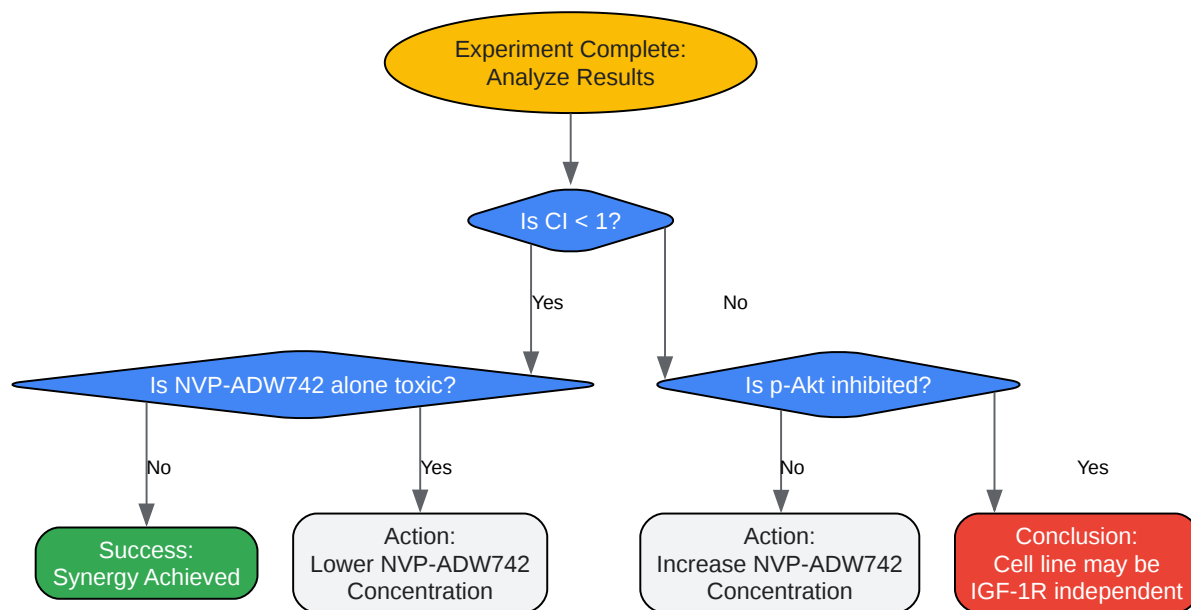 Experiment Complete:
Analyze Results
Is CI < 1?
Yes
No
Is NVP-ADW742 alone toxic?
Is p-Akt inhibited?
No
Yes
No
Yes
Success:
Synergy Achieved
Action:
Lower NVP-ADW742
Concentration
Action:
Increase NVP-ADW742
Concentration
Conclusion:
Cell line may be
IGF-1R independent